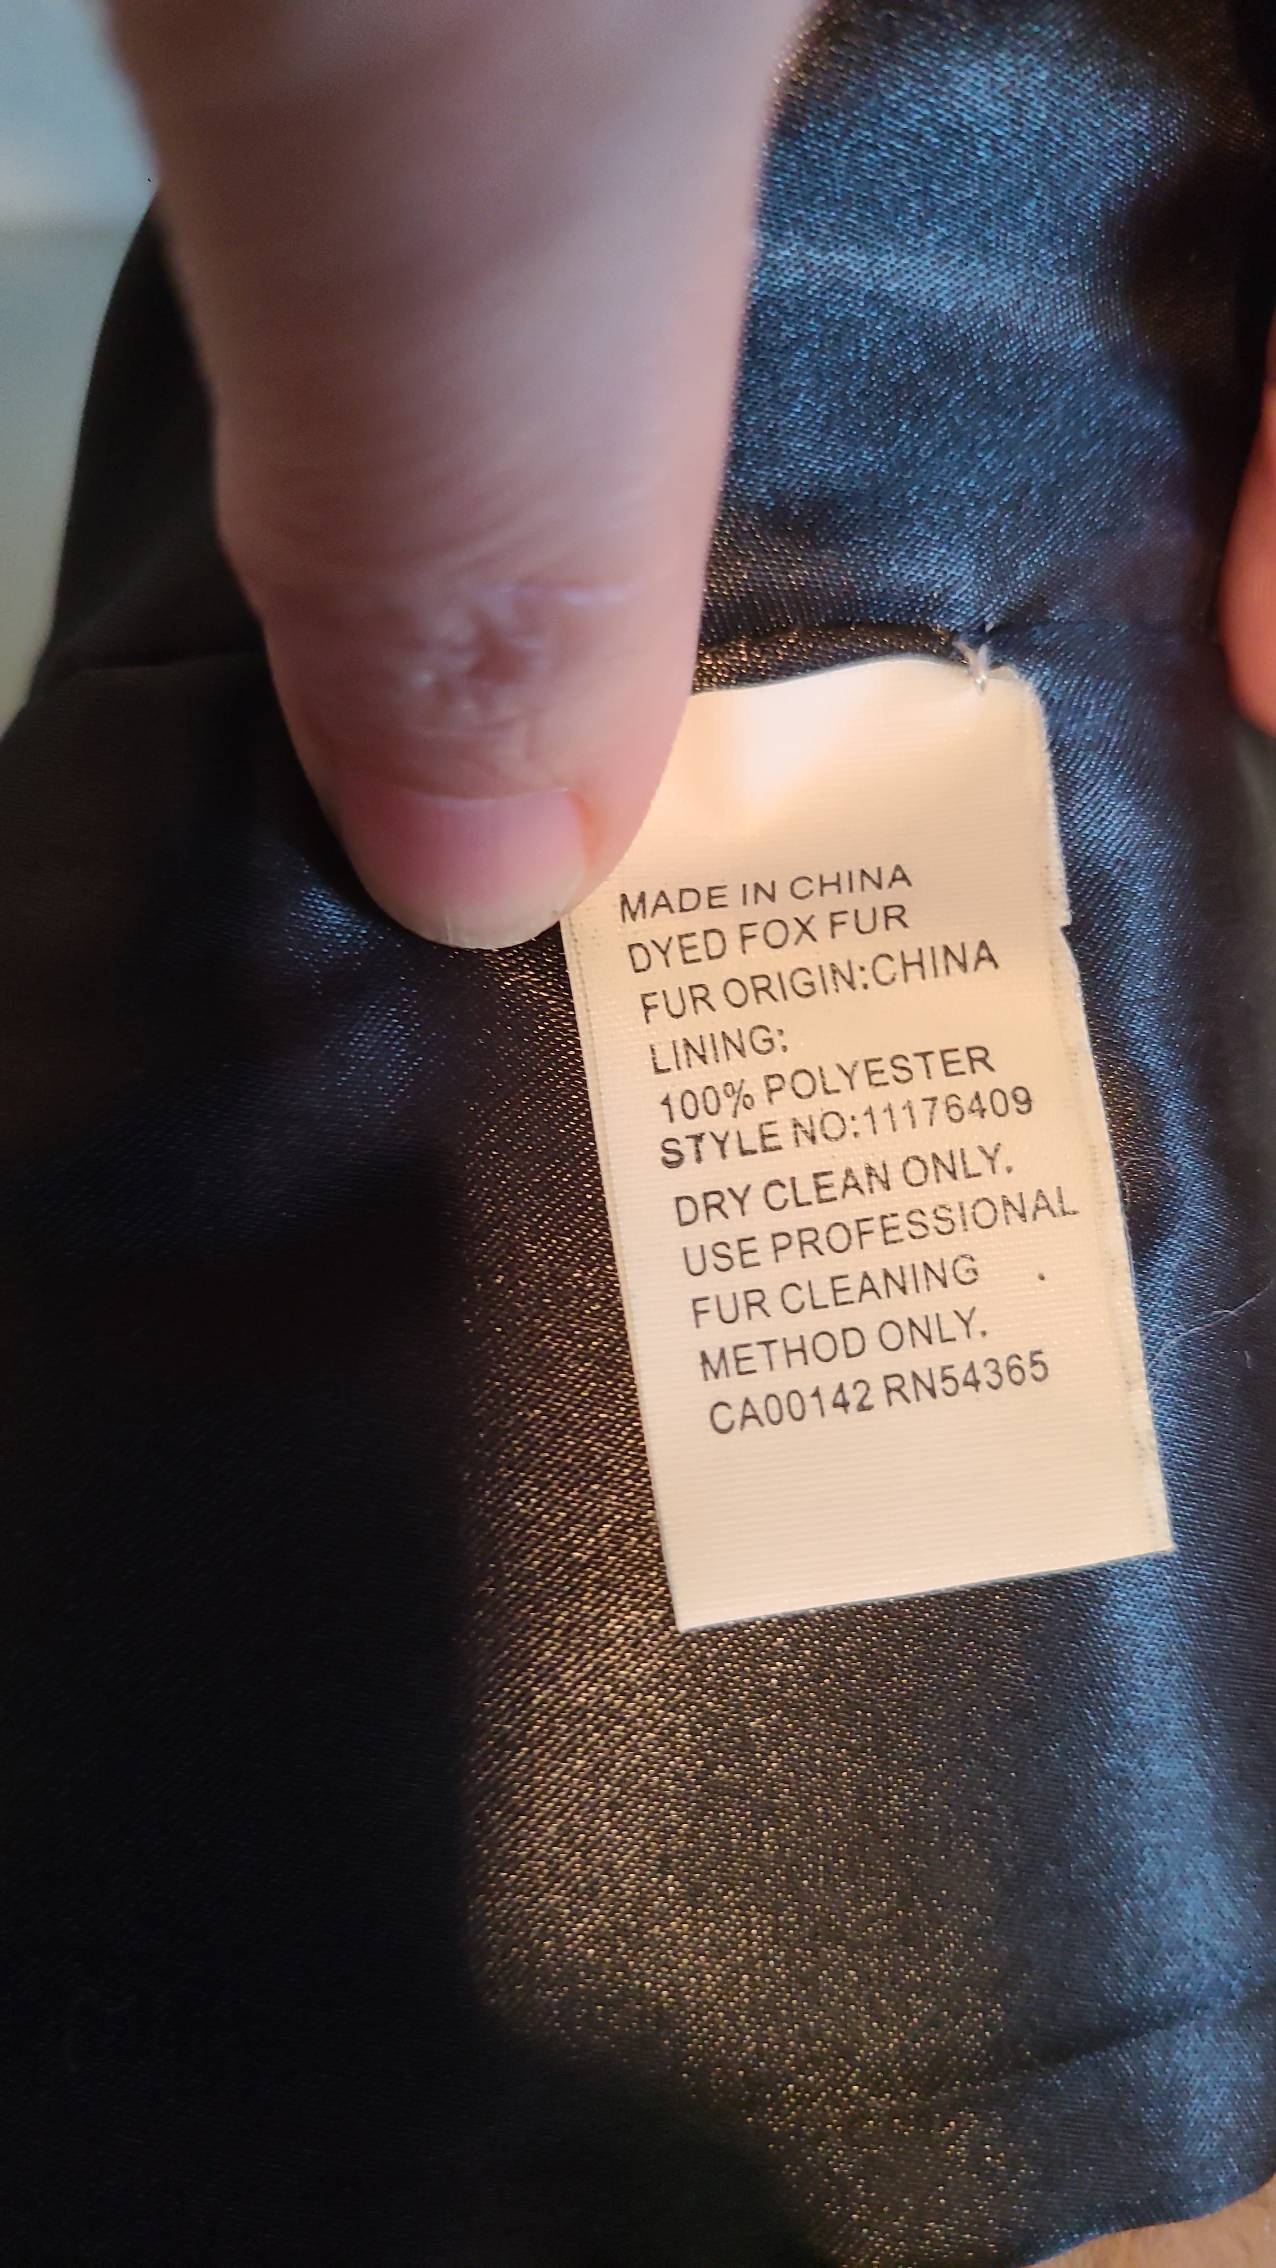 MADE IN CHINA
DYED FOX FUR
FUR ORIGIN:CHINA
LINING:
100% POLYESTER
STYLE NO:11176409
DRY CLEAN ONLY.
USE PROFESSIONAL
FUR CLEANING
METHOD ONLY.
CA00142 RN54365